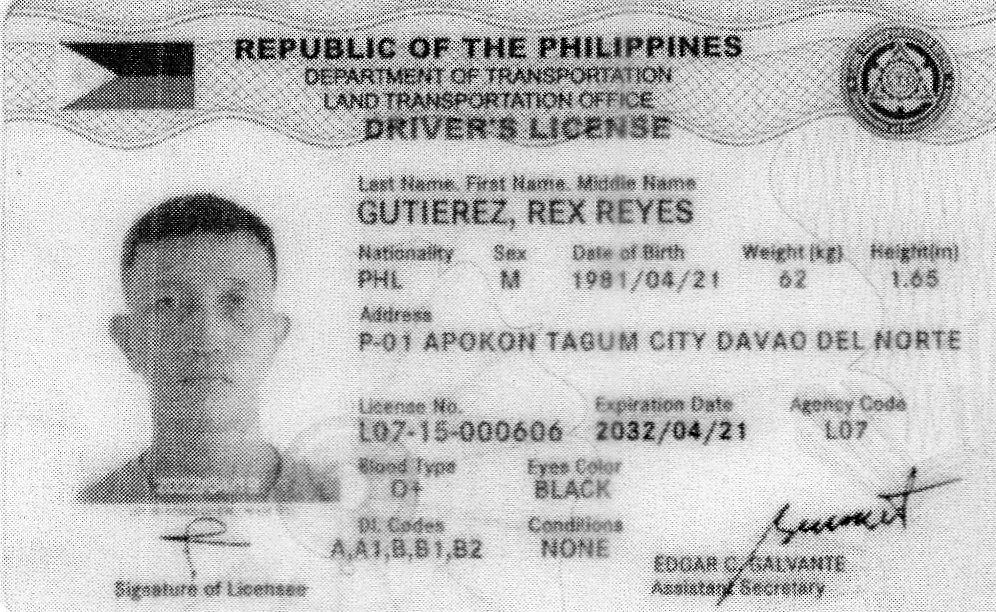 REPUBLIC OF THE PHILIPPINES
DEPARTMENT OF TRANSPORTATION
LAND TRANSPORTATION OFFICE
DRIVER'S LICENSE
Last Name. First Name. Middle Name
GUTIEREZ, REX REYES
Nationality Sex Date of Birth Weight (kg) Height(m)
PHL M 1981/04/21 62 1.65
Address
P-01 APOKON TAGUM CITY DAVAO DEL NORTE
License No. Expiration Date Agency Code
L07-15-000606 2032/04/21 L07
Blood Type Eyes Color
O+ BLACK
DL Codes Conditions
A,A1,B,B1,B2 NONE
EDGAR C. GALVANTE
Assistant Secretary
Signature of Licensee